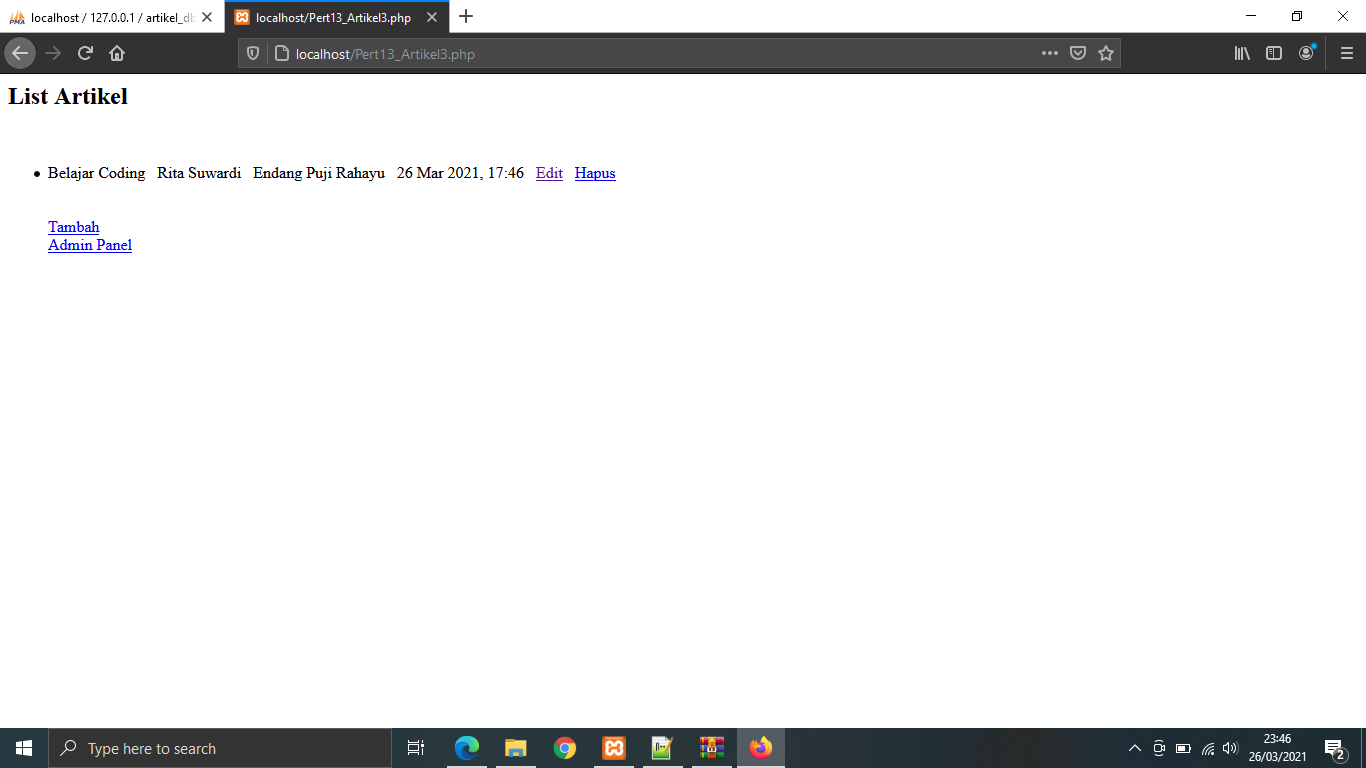 localhost / 127.0.0.1 / artikel_db
localhost/Pert13_Artikel3.php
localhost/Pert13_Artikel3.php
List Artikel
Belajar Coding Rita Suwardi Endang Puji Rahayu 26 Mar 2021, 17:46 Edit Hapus
Tambah
Admin Panel
Type here to search
23:46
26/03/2021
2